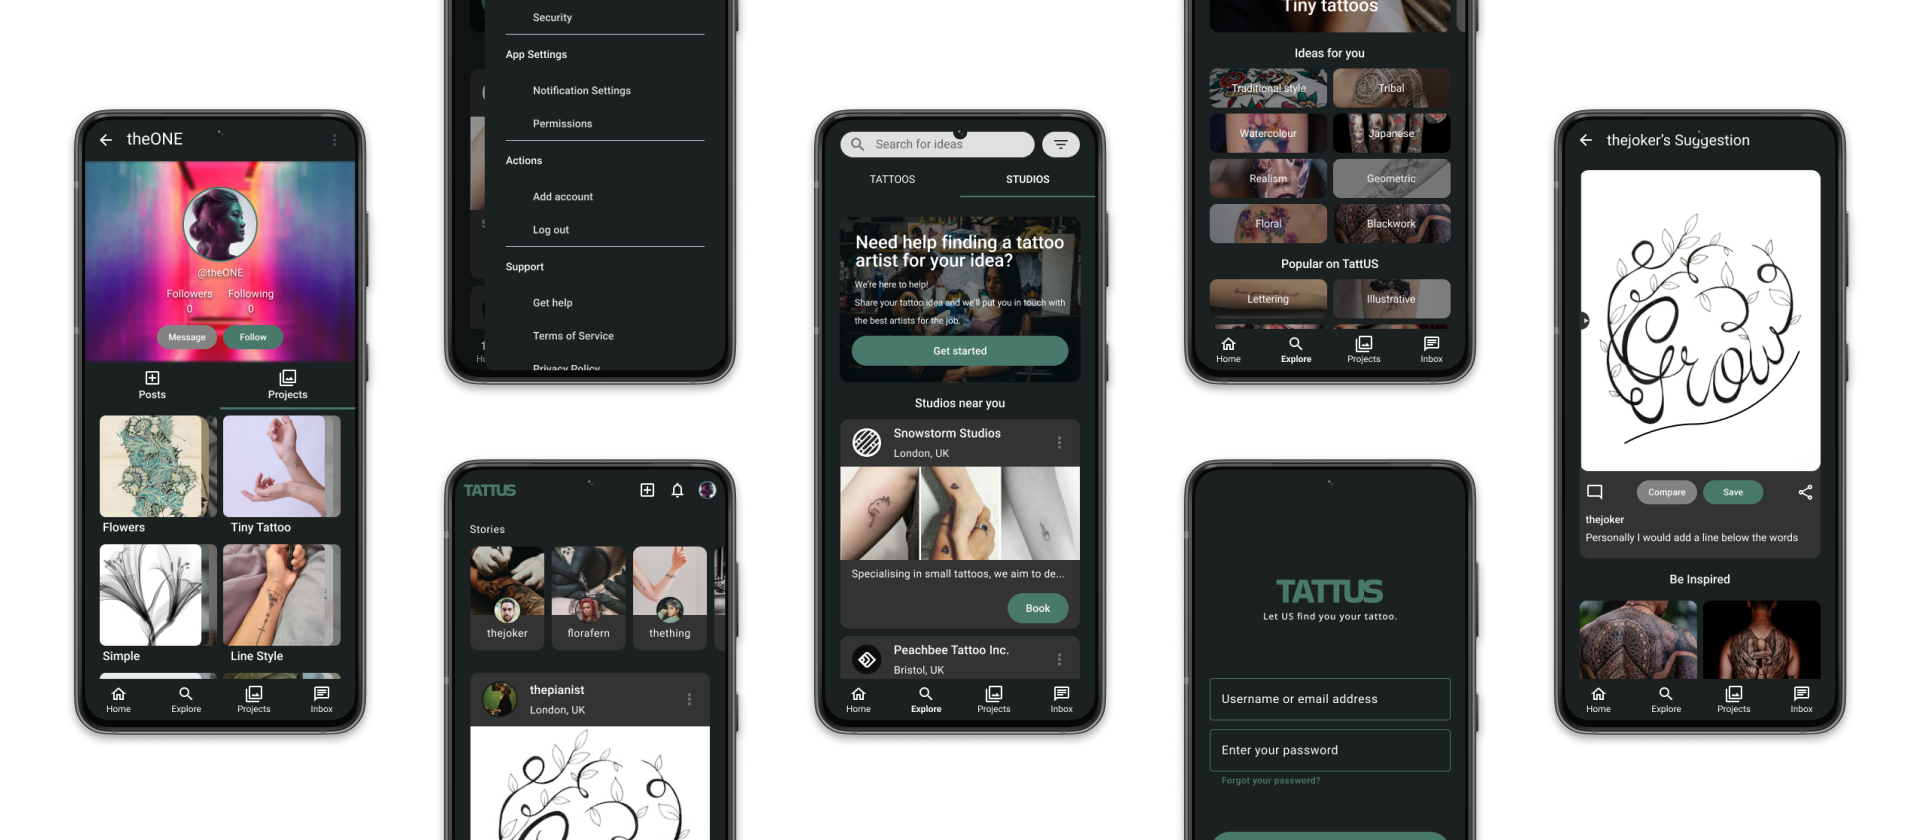 theONE
@theONE
Followers Following
0 0
Message Follow
Posts Projects
Flowers Tiny Tattoo
Simple Line Style
Home Explore Projects Inbox
Security
App Settings
Notification Settings
Permissions
Actions
Add account
Log out
Support
Get help
Terms of Service
Privacy Policy
TATTUS
Stories
thejoker florafern thething
thepianist
London, UK
Search for ideas
TATTOOS STUDIOS
Need help finding a tattoo
artist for your idea?
We're here to help!
Share your tattoo idea and we'll put you in touch with
the best artists for the job.
Get started
Studios near you
Snowstorm Studios
London, UK
Specialising in small tattoos, we aim to de...
Book
Peachbee Tattoo Inc.
Bristol, UK
Home Explore Projects Inbox
Tiny tattoos
Ideas for you
Traditional style Tribal
Watercolour Japanese
Realism Geometric
Floral Blackwork
Popular on TattUS
Lettering Illustrative
Home Explore Projects Inbox
TATTUS
Let US find you your tattoo.
Username or email address
Enter your password
Forgot your password?
thejoker's Suggestion
Grow
Compare Save
thejoker
Personally I would add a line below the words
Be Inspired
Home Explore Projects Inbox